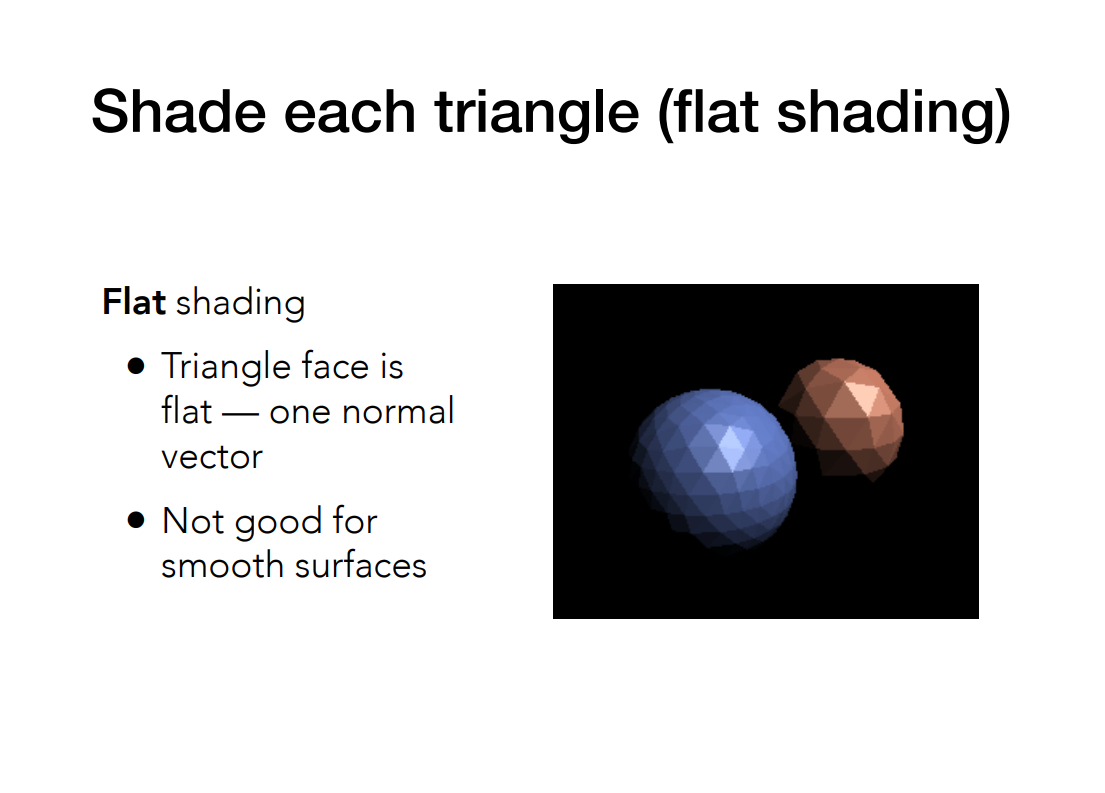 Shade each triangle (flat shading)
Flat shading
● Triangle face is
flat — one normal
vector
● Not good for
smooth surfaces